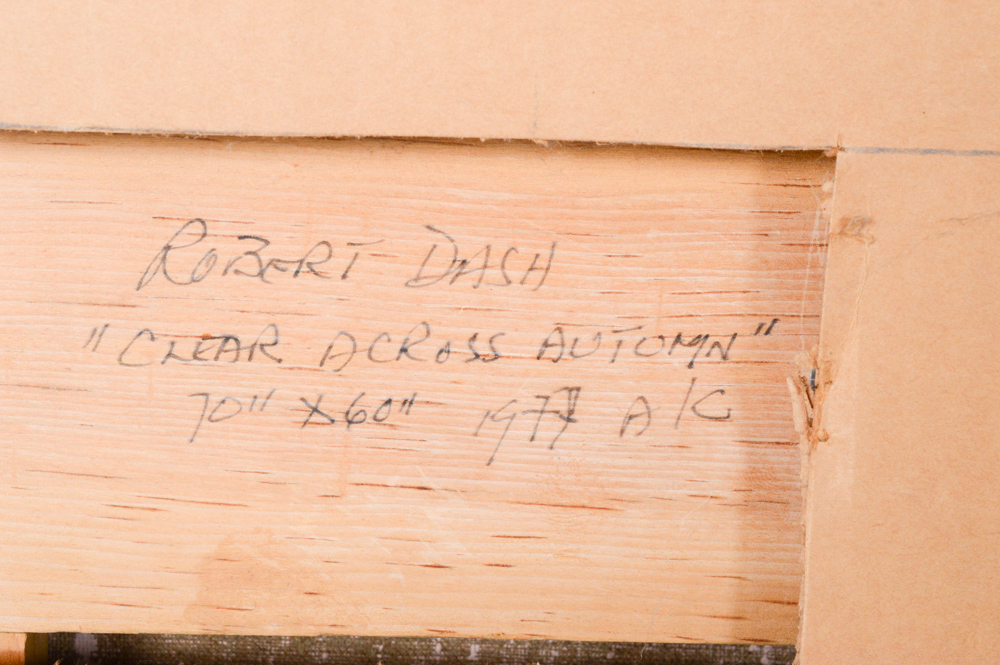 ROBERT DASH
"CLEAR ACROSS AUTUMN"
70" X 60" A/C